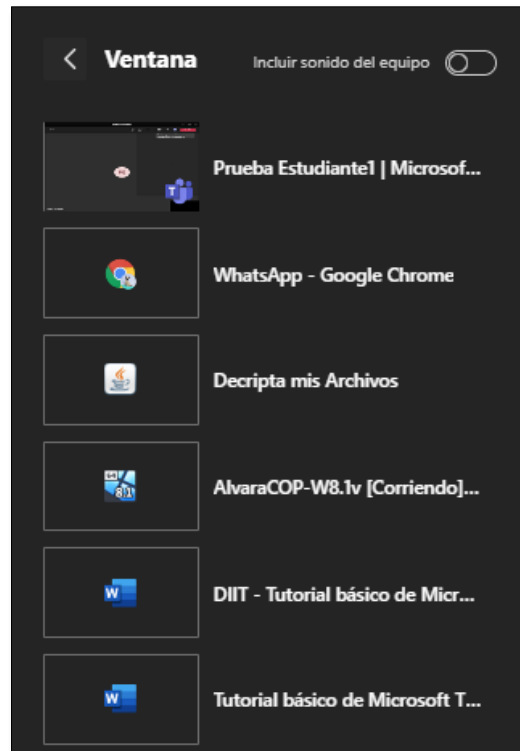 Ventana
Incluir sonido del equipo
Prueba Estudiante1 | Microsof...
WhatsApp - Google Chrome
Decripta mis Archivos
AlvaraCOP-W8.1v [Corriendo]...
DIIT - Tutorial básico de Micr...
Tutorial básico de Microsoft T...